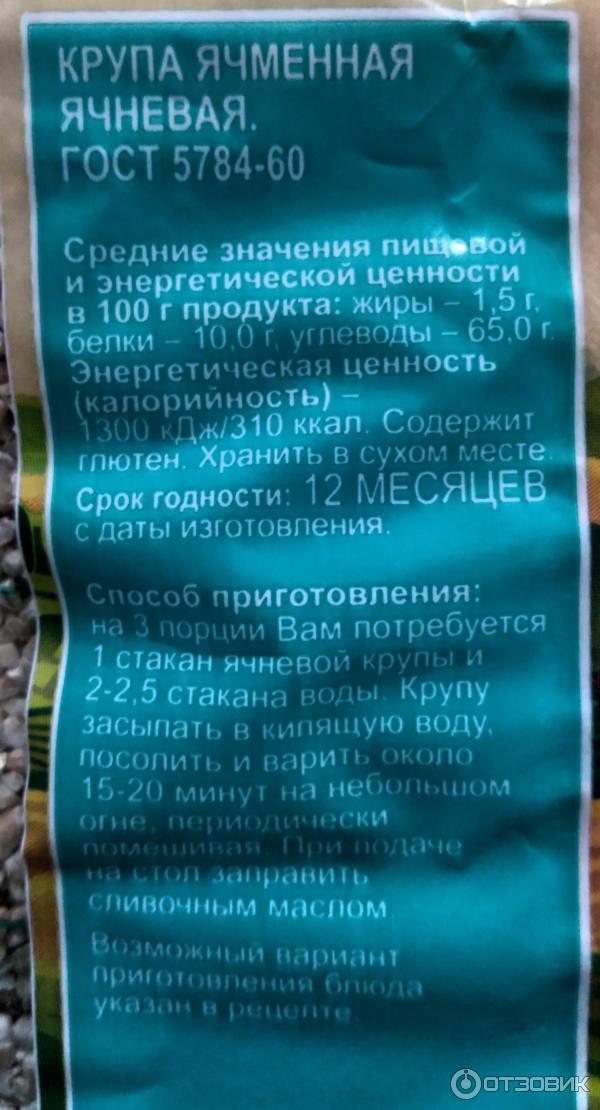 КРУПА ЯЧМЕННАЯ
ЯЧНЕВАЯ.
ГОСТ 5784-60
Средние значения пищевой
и энергетической ценности
в 100 г продукта: жиры – 1,5 г,
белки – 10,0 г, углеводы – 65,0 г.
Энергетическая ценность
(калорийность) –
1300 кДж/310 ккал. Содержит
глютен. Хранить в сухом месте.
Срок годности: 12 МЕСЯЦЕВ
с даты изготовления.
Способ приготовления:
на 3 порции Вам потребуется
1 стакан ячневой крупы и
2-2,5 стакана воды. Крупу
засыпать в кипящую воду,
посолить и варить около
15-20 минут на небольшом
огне, периодически
помешивая. При подаче
на стол заправить
сливочным маслом.
Возможный вариант
приготовления блюда
указан в рецепте.
ОТЗОВИК